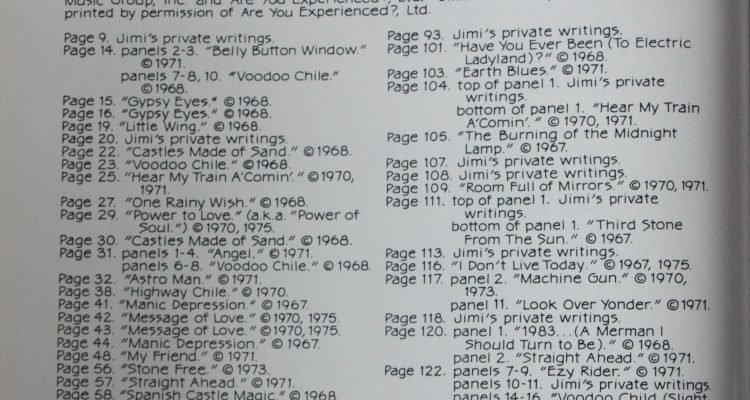 printed by permission of Are You Experienced?, Ltd.
Page 9. Jimi's private writings.
Page 14. panels 2-3. "Belly Button Window."
©1971.
panels 7-8, 10. "Voodoo Chile."
©1968.
Page 15. "Gypsy Eyes." ©1968.
Page 16. "Gypsy Eyes." ©1968.
Page 19. "Little Wing." ©1968.
Page 20. Jimi's private writings.
Page 22. "Castles Made of Sand." ©1968.
Page 23. "Voodoo Chile." ©1968.
Page 25. "Hear My Train A'Comin'." ©1970,
1971.
Page 27. "One Rainy Wish." ©1968.
Page 29. "Power to Love." (a.k.a. "Power of
Soul.") ©1970, 1975.
Page 30. "Castles Made of Sand." ©1968.
Page 31. panels 1-4. "Angel." ©1971.
panels 6-8. "Voodoo Chile." ©1968.
Page 32. "Astro Man." ©1971.
Page 38. "Highway Chile." ©1970.
Page 41. "Manic Depression." ©1967.
Page 42. "Message of Love." ©1970, 1975.
Page 43. "Message of Love." ©1970, 1975.
Page 44. "Manic Depression." ©1967.
Page 48. "My Friend." ©1971.
Page 56. "Stone Free." ©1973.
Page 57. "Straight Ahead." ©1971.
Page 58. "Spanish Castle Magic." ©1968.
Page 93. Jimi's private writings.
Page 101. "Have You Ever Been (To Electric
Ladyland)?" ©1968.
Page 103. "Earth Blues." ©1971.
Page 104. top of panel 1. Jimi's private
writings.
bottom of panel 1. "Hear My Train
A'Comin'." ©1970, 1971.
Page 105. "The Burning of the Midnight
Lamp." ©1967.
Page 107. Jimi's private writings.
Page 108. Jimi's private writings.
Page 109. "Room Full of Mirrors." ©1970, 1971.
Page 111. top of panel 1. Jimi's private
writings.
bottom of panel 1. "Third Stone
From The Sun." ©1967.
Page 113. Jimi's private writings.
Page 116. "I Don't Live Today." ©1967, 1975.
Page 117. panel 2. "Machine Gun." ©1970,
1973.
panel 11. "Look Over Yonder." ©1971.
Page 118. Jimi's private writings.
Page 120. panel 1. "1983...(A Merman I
Should Turn to Be)." ©1968.
panel 2. "Straight Ahead." ©1971.
Page 122. panels 7-9. "Ezy Rider." ©1971.
panels 10-11. Jimi's private writings.
panels 14-16. "Voodoo Child (Slight